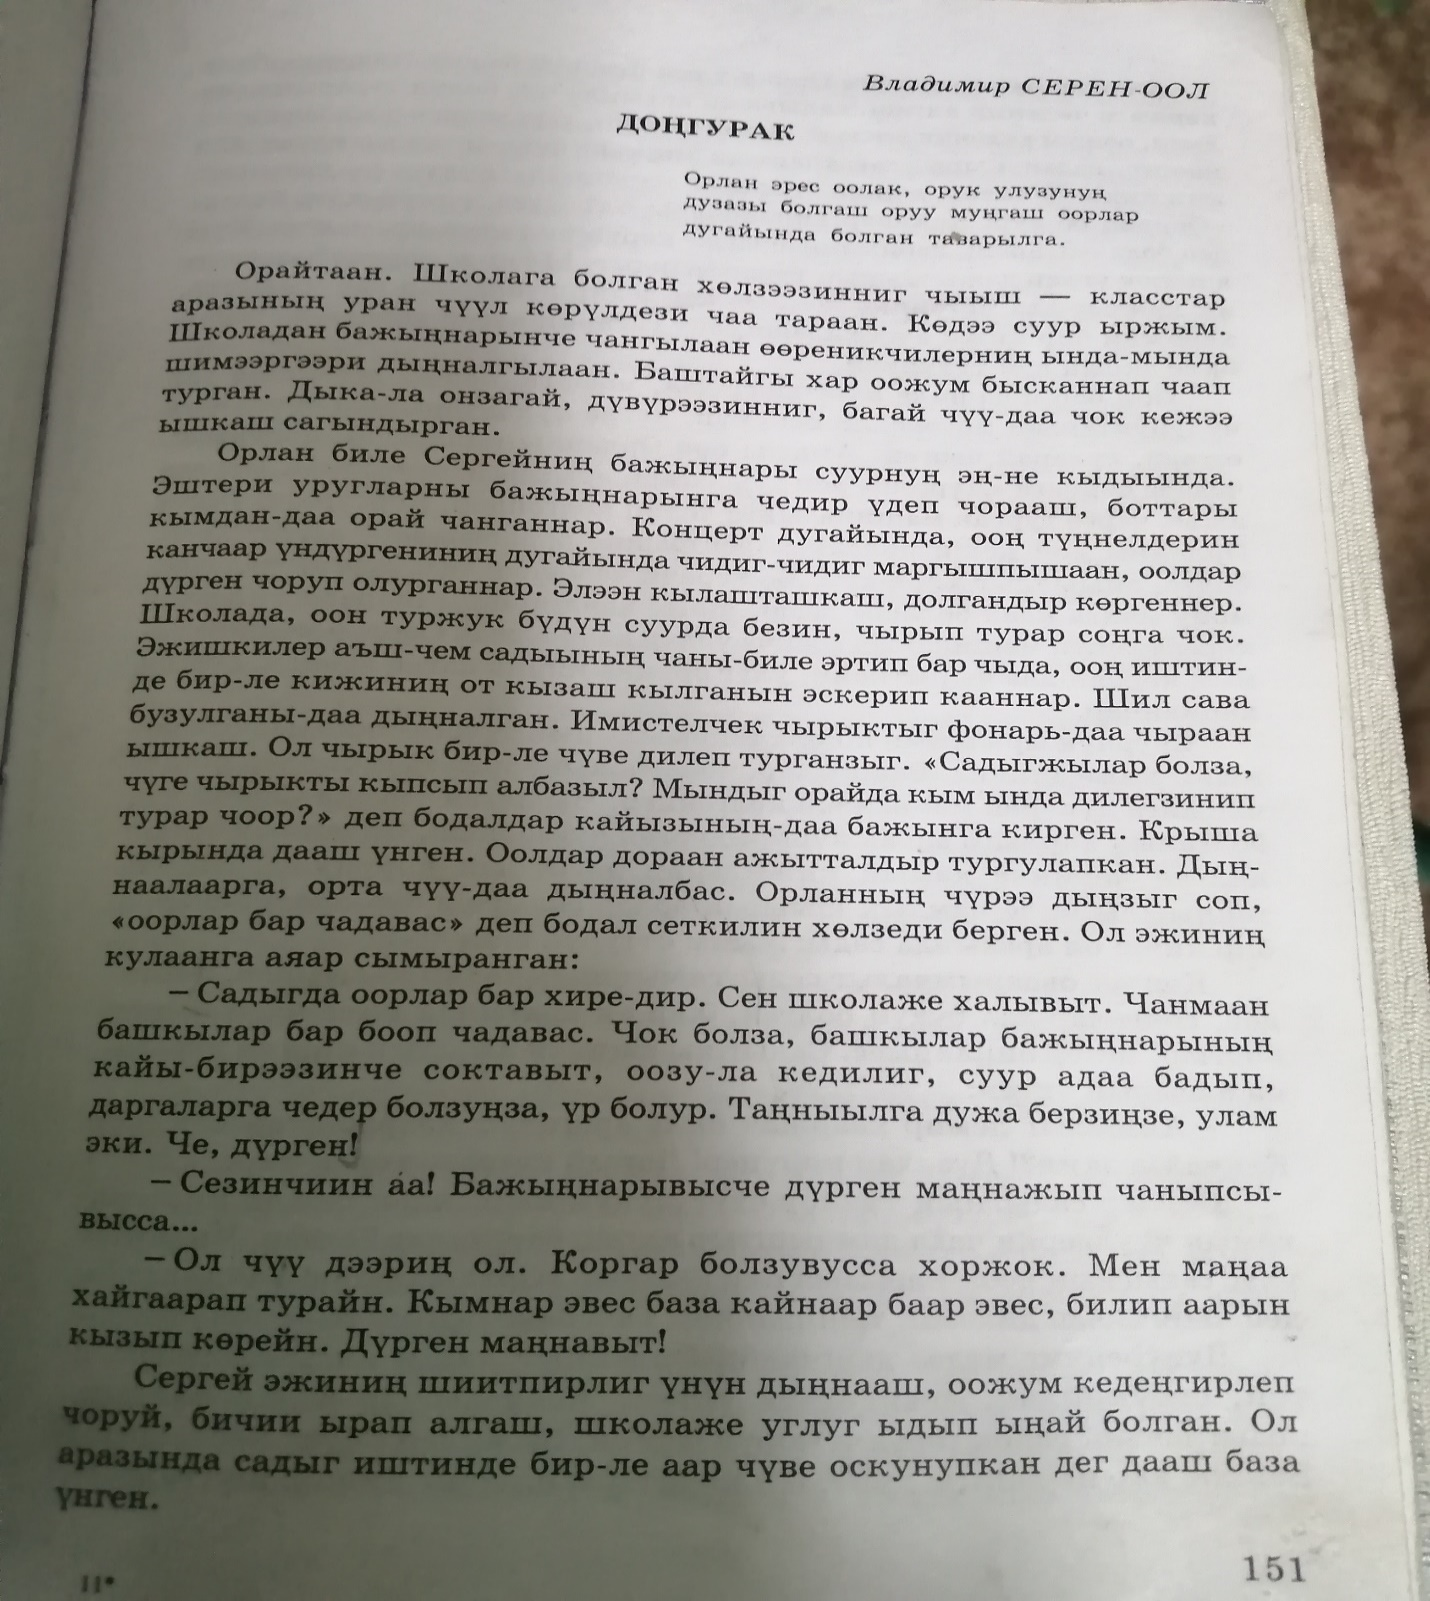 Владимир СЕРЕН-ООЛ
ДОҢГУРАК
Орлан эрес оолак, орук улузунуң
дузазы болгаш оруу муңгаш оорлар
дугайында болган таварылга.
Орайтаан. Школага болган хөлзээзинниг чыыш — класстар
аразының уран чүүл көрүлдези чаа тараан. Көдээ суур ыржым.
Школадан бажыңнарынче чангылаан өөреникчилерниң ында-мында
шимээргээри дыңналгылаан. Баштайгы хар оожум бысканнап чаап
турган. Дыка-ла онзагай, дүвүрээзинниг, багай чүү-даа чок кежээ
ышкаш сагындырган.
Орлан биле Сергейниң бажыңнары суурнуң эң-не кыдыында.
Эштери уругларны бажыңнарынга чедир үдеп чорааш, боттары
кымдан-даа орай чанганнар. Концерт дугайында, ооң түңнелдерин
канчаар үндүргениниң дугайында чидиг-чидиг маргышпышаан, оолдар
дүрген чоруп олурганнар. Элээн кылашташкаш, долгандыр көргеннер.
Школада, оон туржук бүдүн суурда безин, чырып турар соңга чок.
Эжишкилер аъш-чем садыының чаны-биле эртип бар чыда, ооң иштин-
де бир-ле кижиниң от кызаш кылганын эскерип кааннар. Шил сава
бузулганы-даа дыңналган. Имистелчек чырыктыг фонарь-даа чыраан
ышкаш. Ол чырык бир-ле чүве дилеп турганзыг. «Садыгжылар болза,
чүге чырыкты кыпсып албазыл? Мындыг орайда кым ында дилегзинип
турар чоор?» деп бодалдар кайызының-даа бажынга кирген. Крыша
кырында дааш үнген. Оолдар дораан ажытталдыр тургулапкан. Дың-
наалаарга, орта чүү-даа дыңналбас. Орланның чүрээ дыңзыг соп,
«оорлар бар чадавас» деп бодал сеткилин хөлзеди берген. Ол эжиниң
кулаанга аяар сымыранган:
– Садыгда оорлар бар хире-дир. Сен школаже халывыт. Чанмаан
башкылар бар бооп чадавас. Чок болза, башкылар бажыңнарының
кайы-бирээзинче соктавыт, оозу-ла кедилиг, суур адаа бадып,
даргаларга чедер болзуңза, үр болур. Таңныылга дужа берзиңзе, улам
эки. Че, дүрген!
– Сезинчиин аа! Бажыңнарывысче дүрген маңнажып чаныпсы-
высса...
– Ол чүү дээриң ол. Коргар болзувусса хоржок. Мен маңаа
хайгаарап турайн. Кымнар эвес база кайнаар баар эвес, билип аарын
кызып көрейн. Дүрген маңнавыт!
Сергей эжиниң шиитпирлиг үнүн дыңнааш, оожум кедеңгирлеп
чоруй, бичии ырап алгаш, школаже углуг ыдып ыңай болган. Ол
аразында садыг иштинде бир-ле аар чүве оскунупкан дег дааш база
үнген.
11*
151